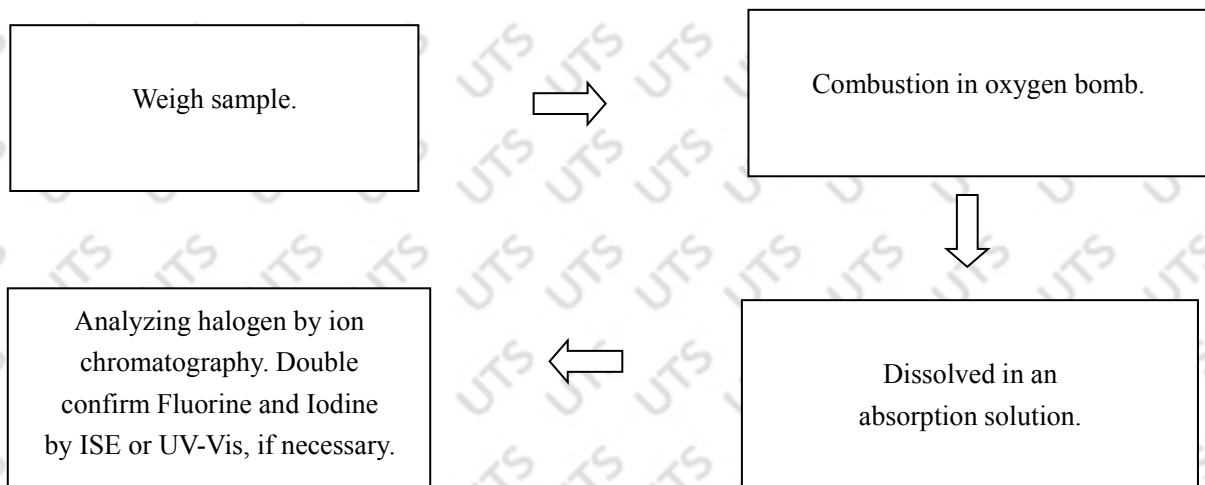 Weigh sample.
Combustion in oxygen bomb.
Dissolved in an
absorption solution.
Analyzing halogen by ion
chromatography. Double
confirm Fluorine and Iodine
by ISE or UV-Vis, if necessary.
UTS